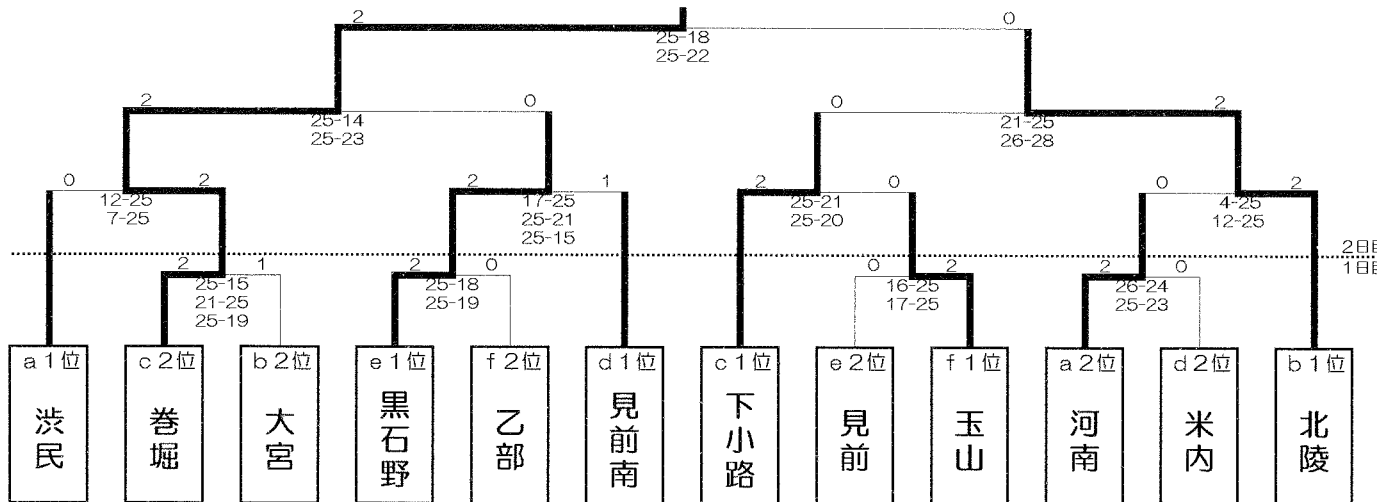 2 0
25-18
25-22
2 0 0 2
25-14 21-25
25-23 26-28
0 2 2 1 2 0 0 2
12-25 17-25 25-21 4-25
7-25 25-21 25-20 12-25
25-15
2日目
2 1 2 0 0 2 2 0 1日目
25-15 25-18 16-25 26-24
21-25 25-19 17-25 25-23
25-19
a1位 c2位 b2位 e1位 f2位 d1位 c1位 e2位 f1位 a2位 d2位 b1位
渋民 巻堀 大宮 黒石野 乙部 見前南 下小路 見前 玉山 河南 米内 北陵